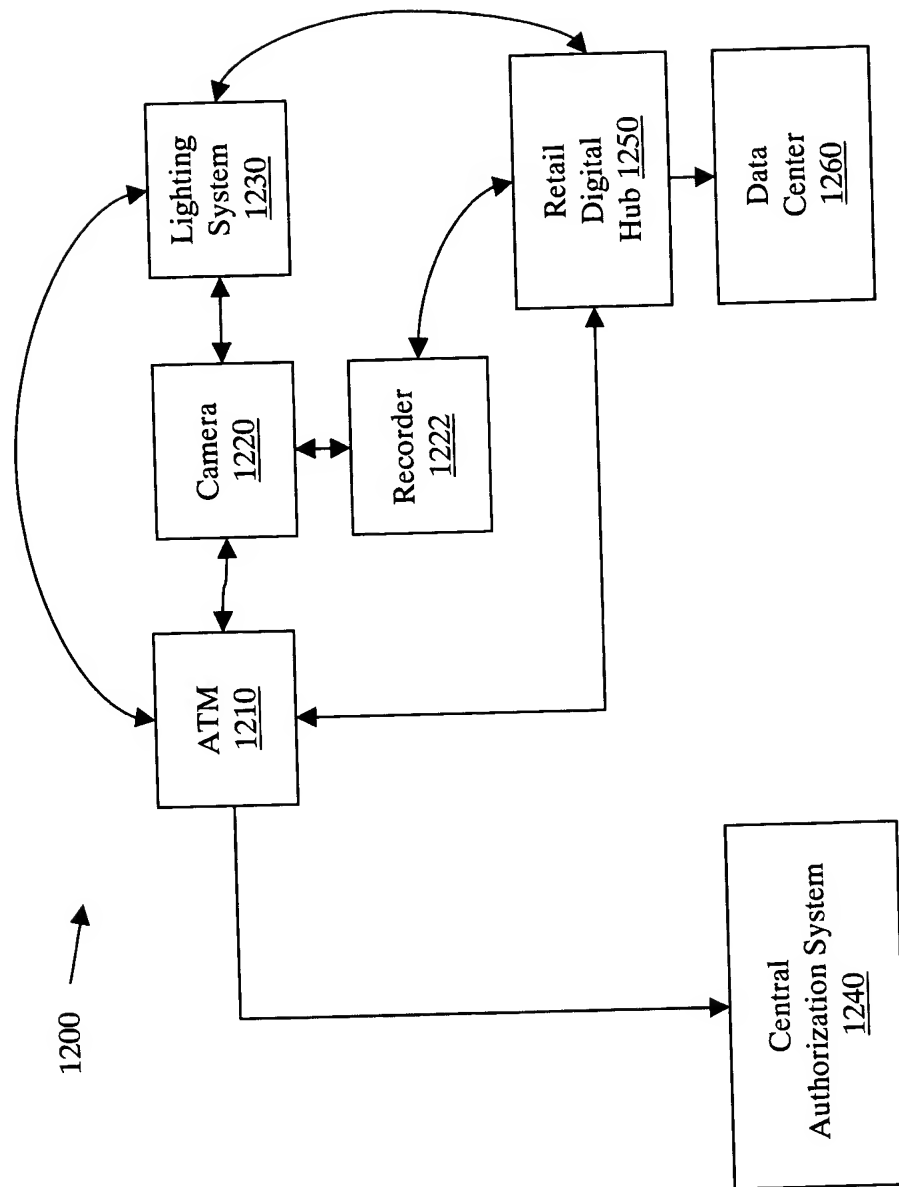 1200
ATM
1210
Camera
1220
Lighting
System
1230
Recorder
1222
Central
Authorization System
1240
Retail
Digital
Hub 1250
Data
Center
1260